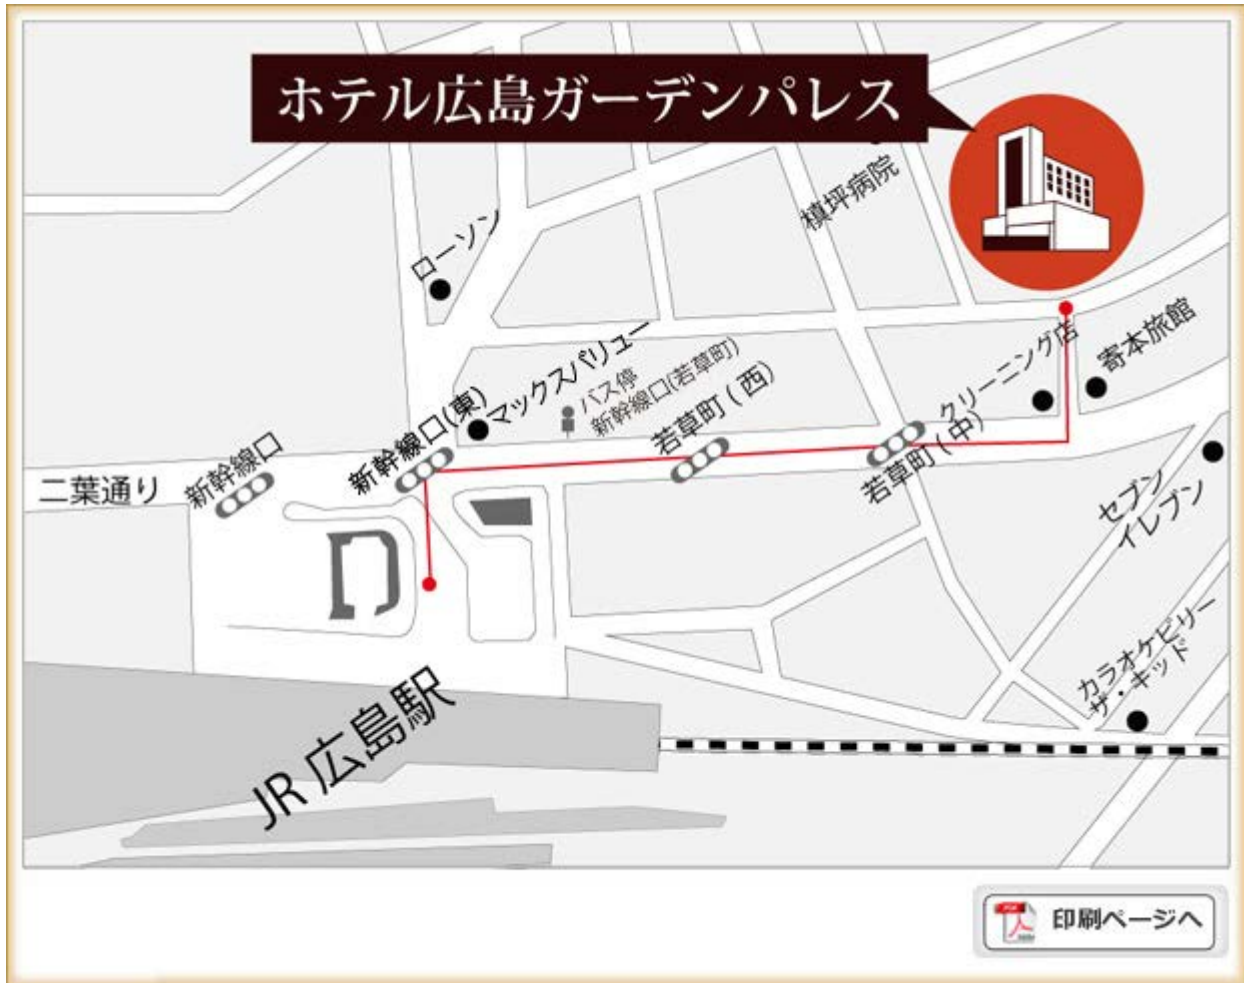 ホテル広島ガーデンパレス
槙坪病院
ローソン
マックスバリュー
バス停
新幹線口(若草町)
クリーニング店
寄本旅館
二葉通り
新幹線口
新幹線口(東)
若草町(西)
若草町(中)
セブン
イレブン
カラオケビリー
ザ・キッド
JR 広島駅
PDF
印刷ページへ